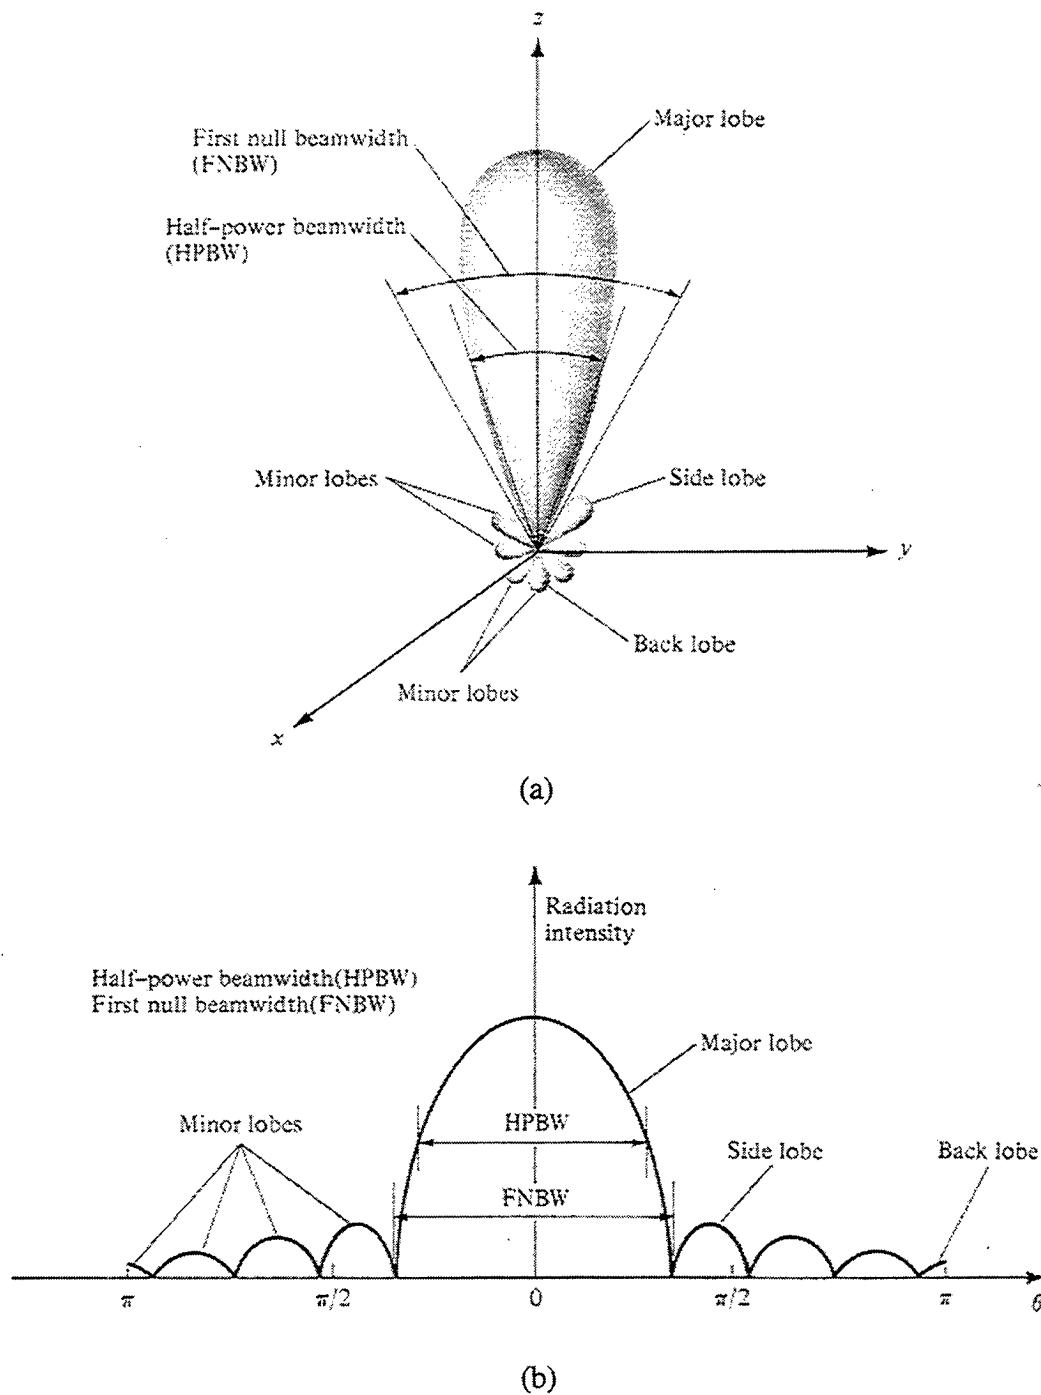 z
Major lobe
First null beamwidth
(FNBW)
Half-power beamwidth
(HPBW)
Minor lobes
Side lobe
y
Back lobe
Minor lobes
x
(a)
Radiation
intensity
Half-power beamwidth(HPBW)
First null beamwidth(FNBW)
Major lobe
Minor lobes
HPBW
Side lobe
Back lobe
FNBW
π
π/2
0
π/2
π
θ
(b)